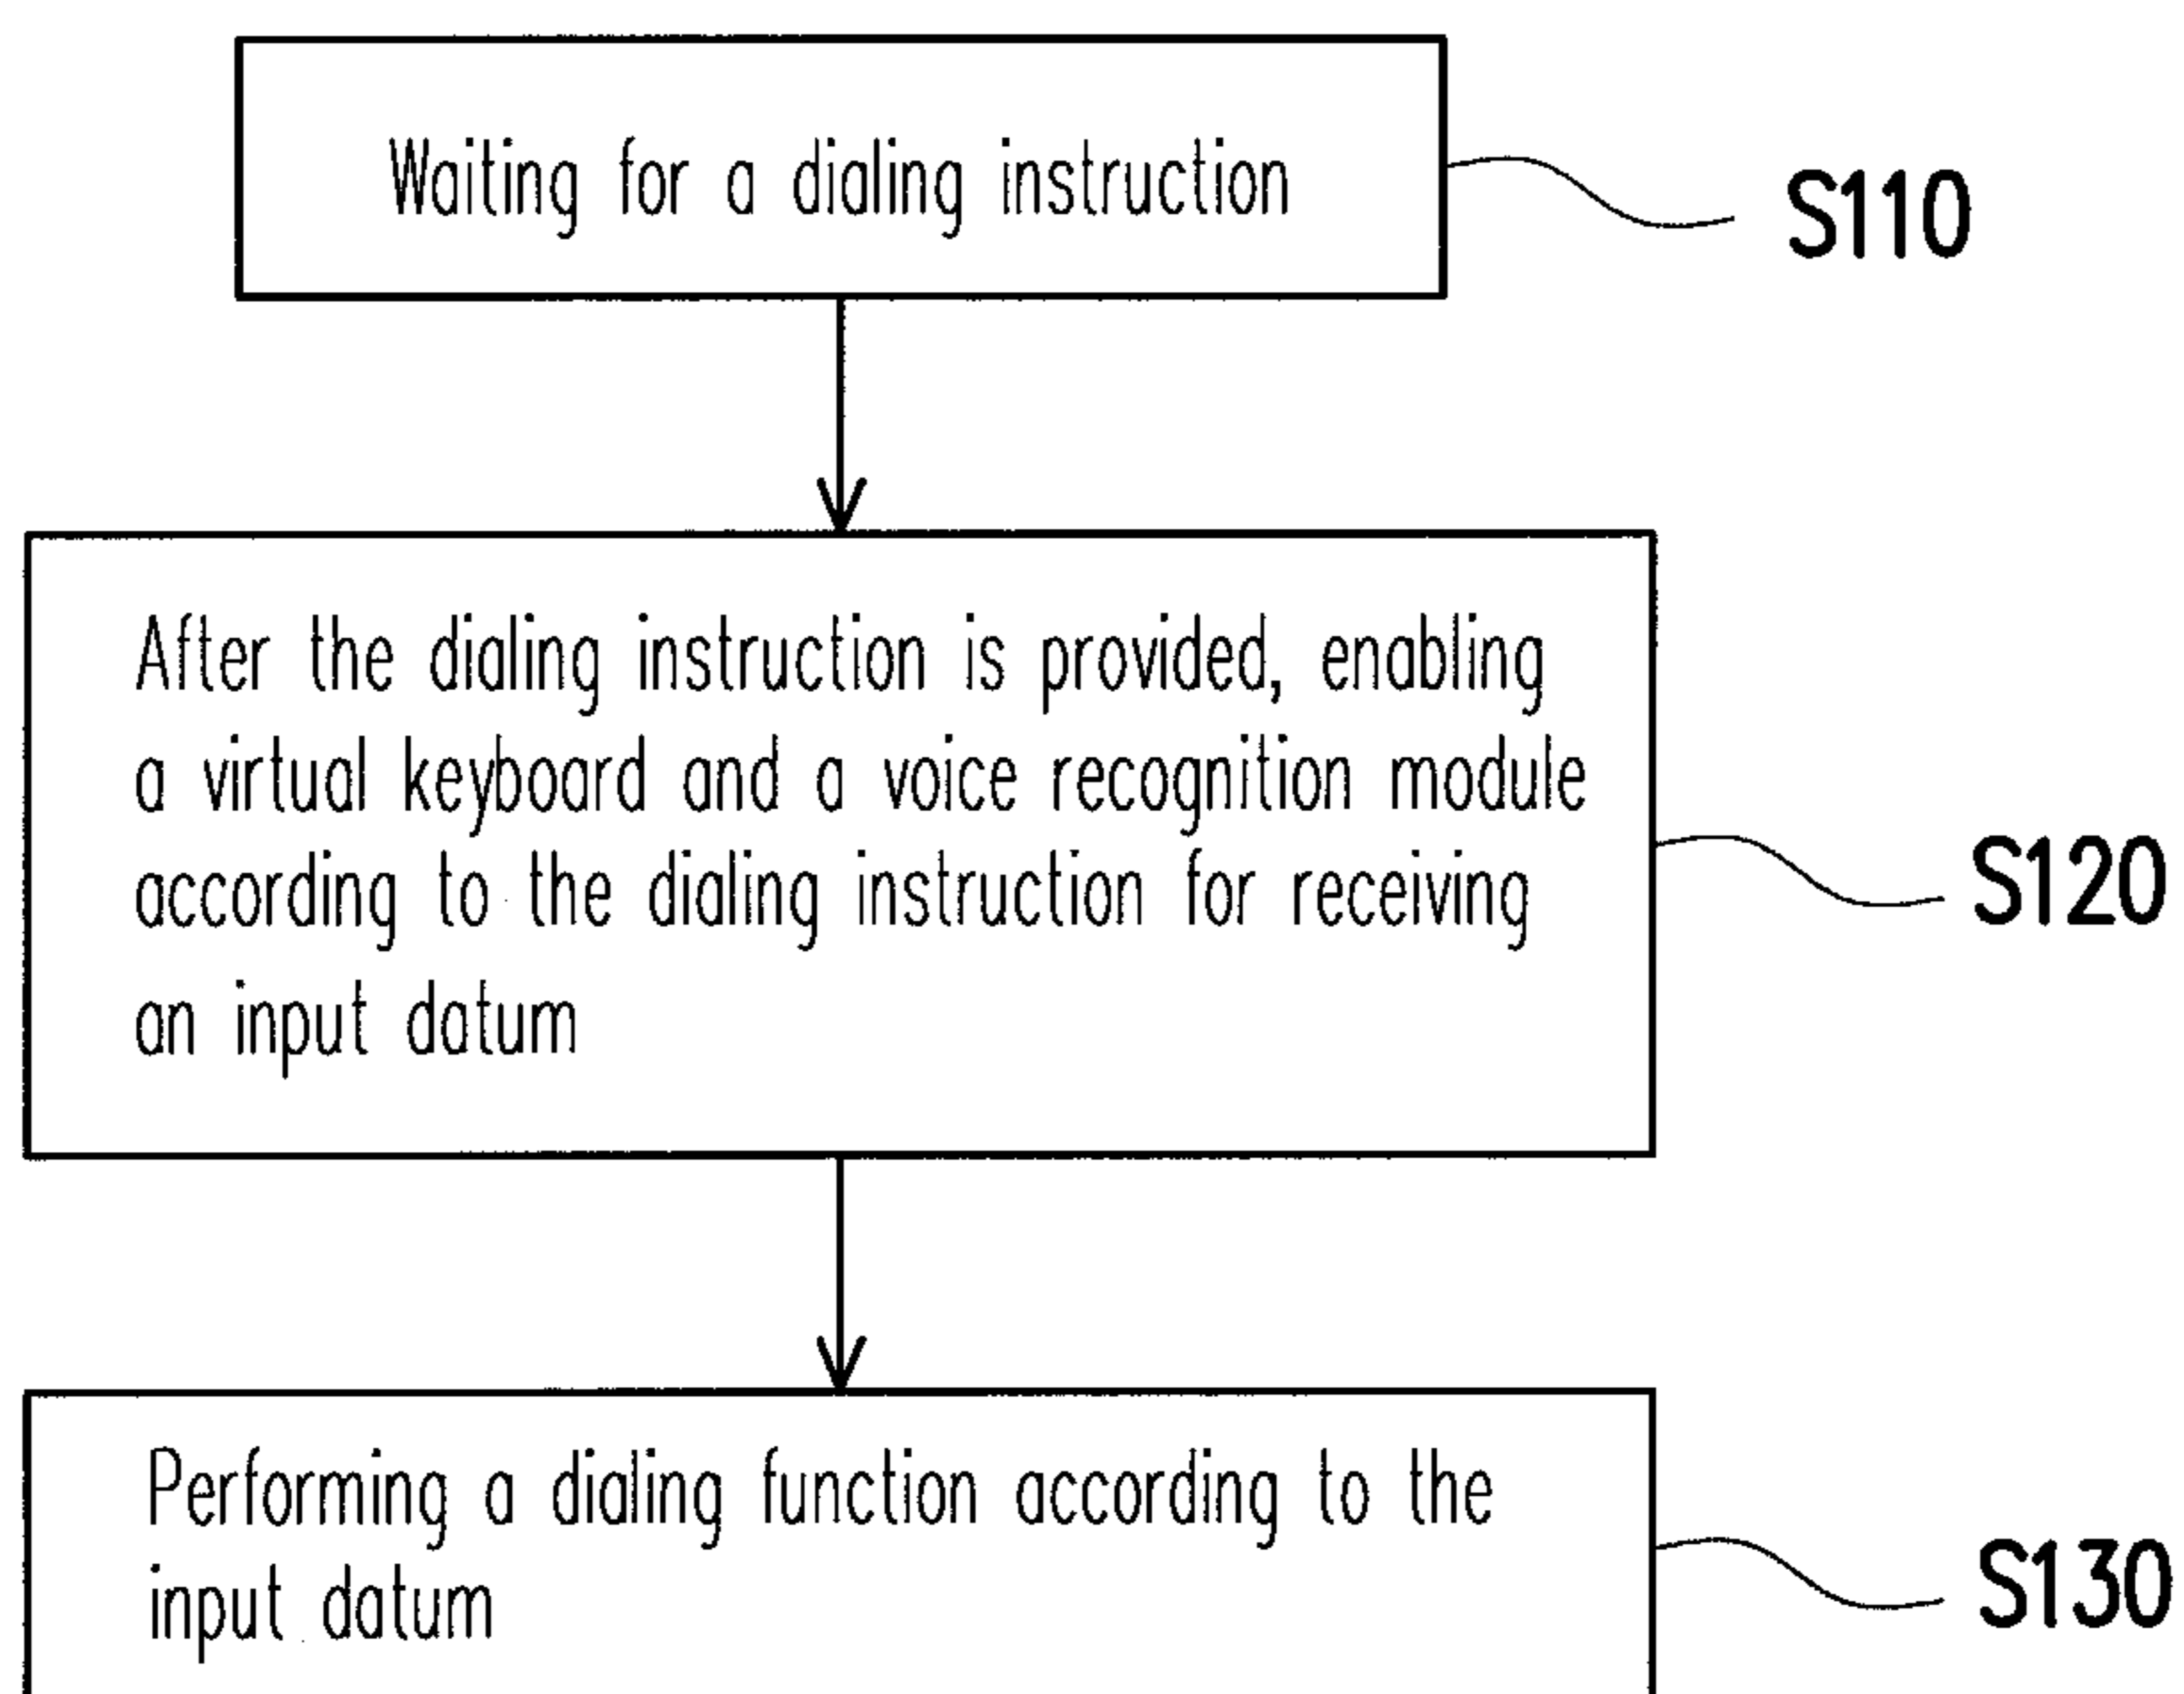 Waiting for a dialing instruction
S110
After the dialing instruction is provided, enabling
a virtual keyboard and a voice recognition module
according to the dialing instruction for receiving
an input datum
S120
Performing a dialing function according to the
input datum
S130